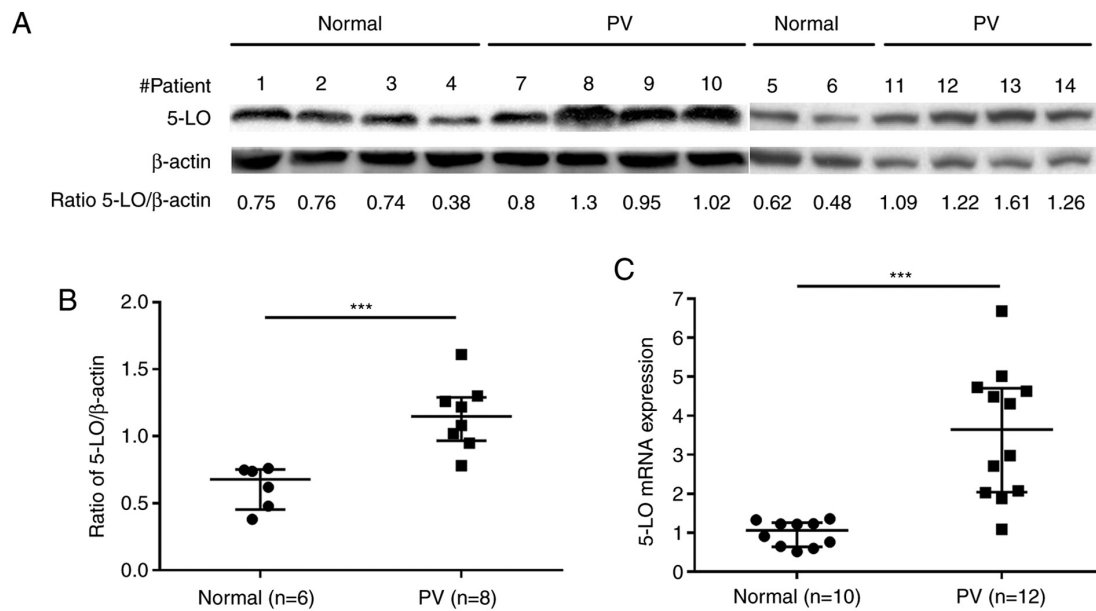 A
Normal PV Normal PV
#Patient 1 2 3 4 7 8 9 10 5 6 11 12 13 14
5-LO
β-actin
Ratio 5-LO/β-actin 0.75 0.76 0.74 0.38 0.8 1.3 0.95 1.02 0.62 0.48 1.09 1.22 1.61 1.26
B
***
Ratio of 5-LO/β-actin
2.0
1.5
1.0
0.5
0.0
Normal (n=6) PV (n=8)
C
***
5-LO mRNA expression
7
6
5
4
3
2
1
0
Normal (n=10) PV (n=12)